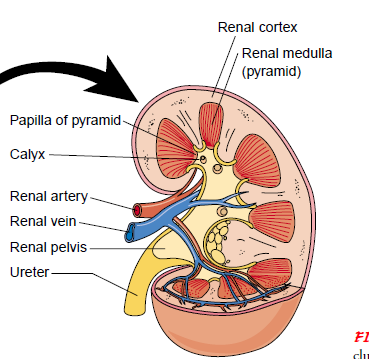 Renal cortex
Renal medulla
(pyramid)
Papilla of pyramid
Calyx
Renal artery
Renal vein
Renal pelvis
Ureter